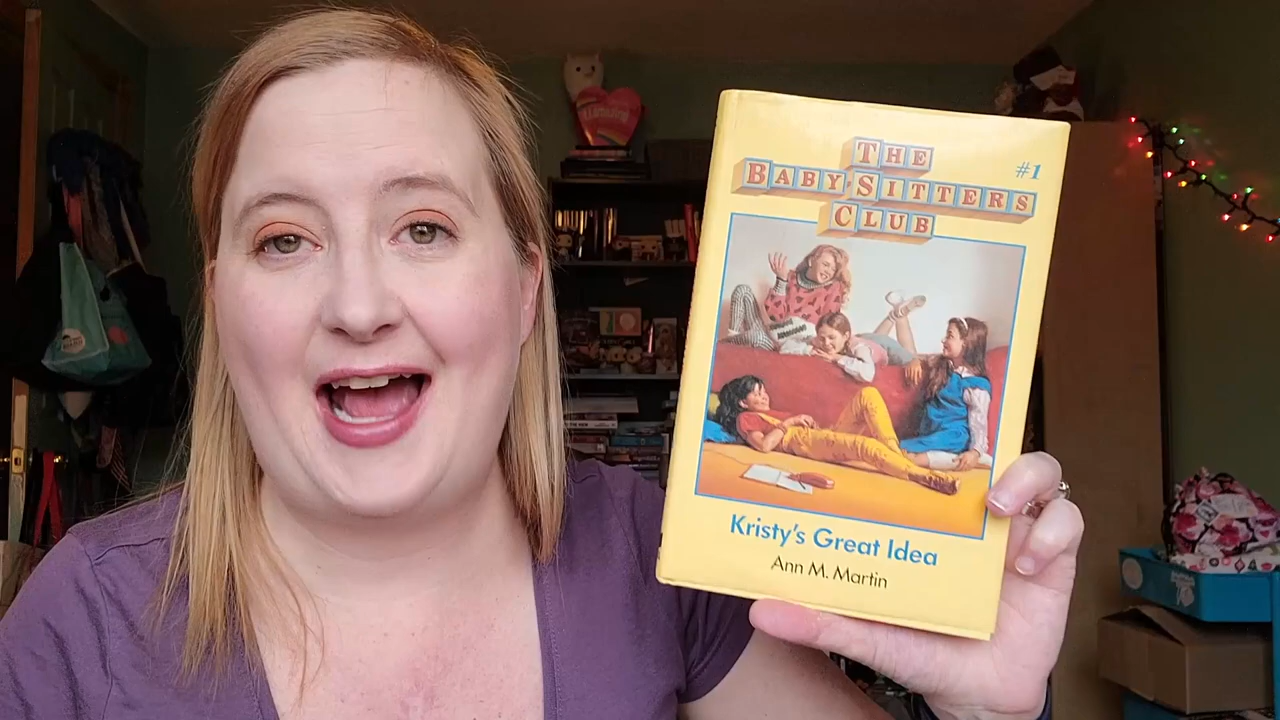 THE
BABY-SITTERS
CLUB
#1
Kristy's Great Idea
Ann M. Martin